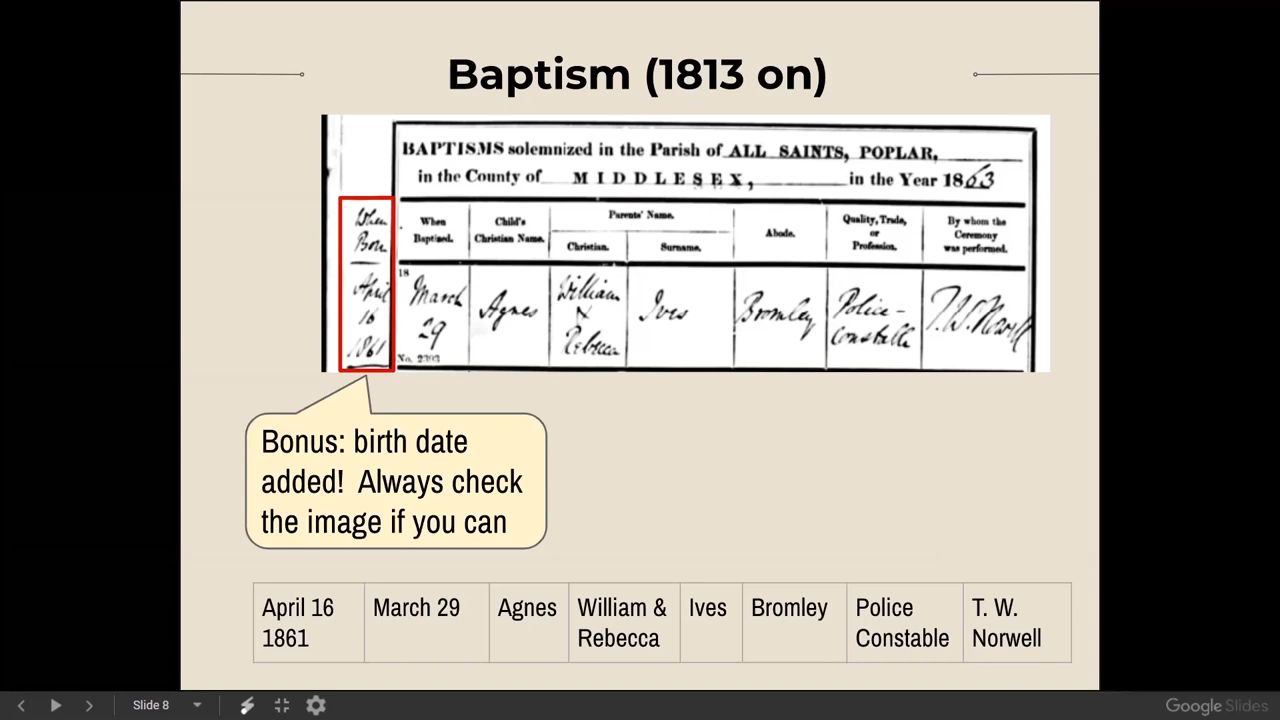 Baptism (1813 on)
BAPTISMS solemnized in the Parish of ALL SAINTS, POPLAR,
in the County of MIDDLESEX, in the Year 1863
When
Born
When
Baptized.
Child's
Christian Name.
Parents' Name.
Christian.
Surname.
Abode.
Quality, Trade,
or
Profession.
By whom the
Ceremony
was performed.
April
16
1861
18
March
29
No. 2393
Agnes
William
&
Rebecca
Ives
Bromley
Police-
Constable
T. W. Nowell
Bonus: birth date
added! Always check
the image if you can
April 16
1861
March 29
Agnes
William &
Rebecca
Ives
Bromley
Police
Constable
T. W.
Norwell
Slide 8
Google Slides